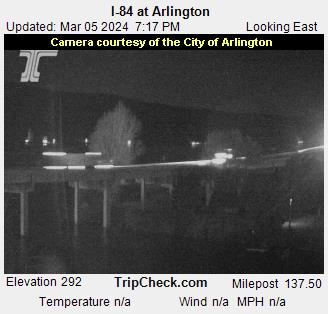 I-84 at Arlington
Updated: Mar 05 2024 7:17 PM Looking East
Camera courtesy of the City of Arlington
Elevation 292 TripCheck.com Milepost 137.50
Temperature n/a Wind n/a MPH n/a